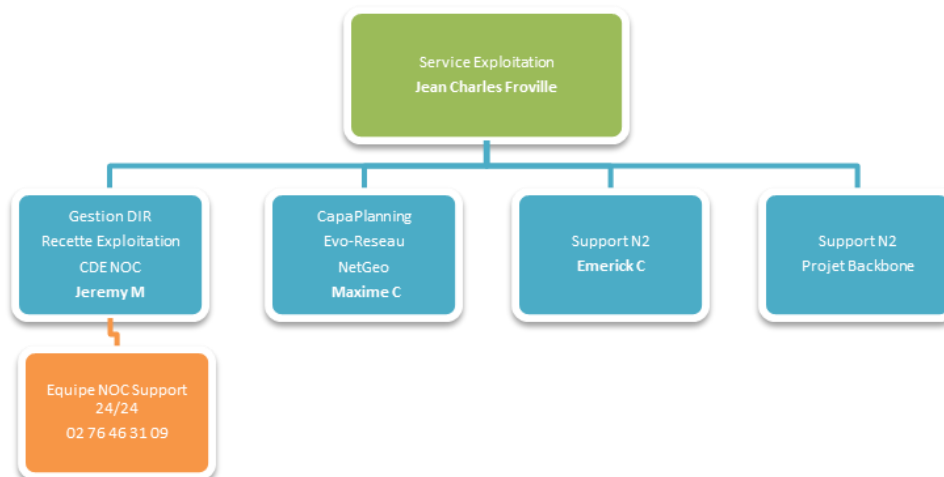 Service Exploitation
Jean Charles Froville
Gestion DIR
Recette Exploitation
CDE NOC
Jeremy M
CapaPlanning
Evo-Reseau
NetGeo
Maxime C
Support N2
Emerick C
Support N2
Projet Backbone
Equipe NOC Support
24/24
02 76 46 31 09